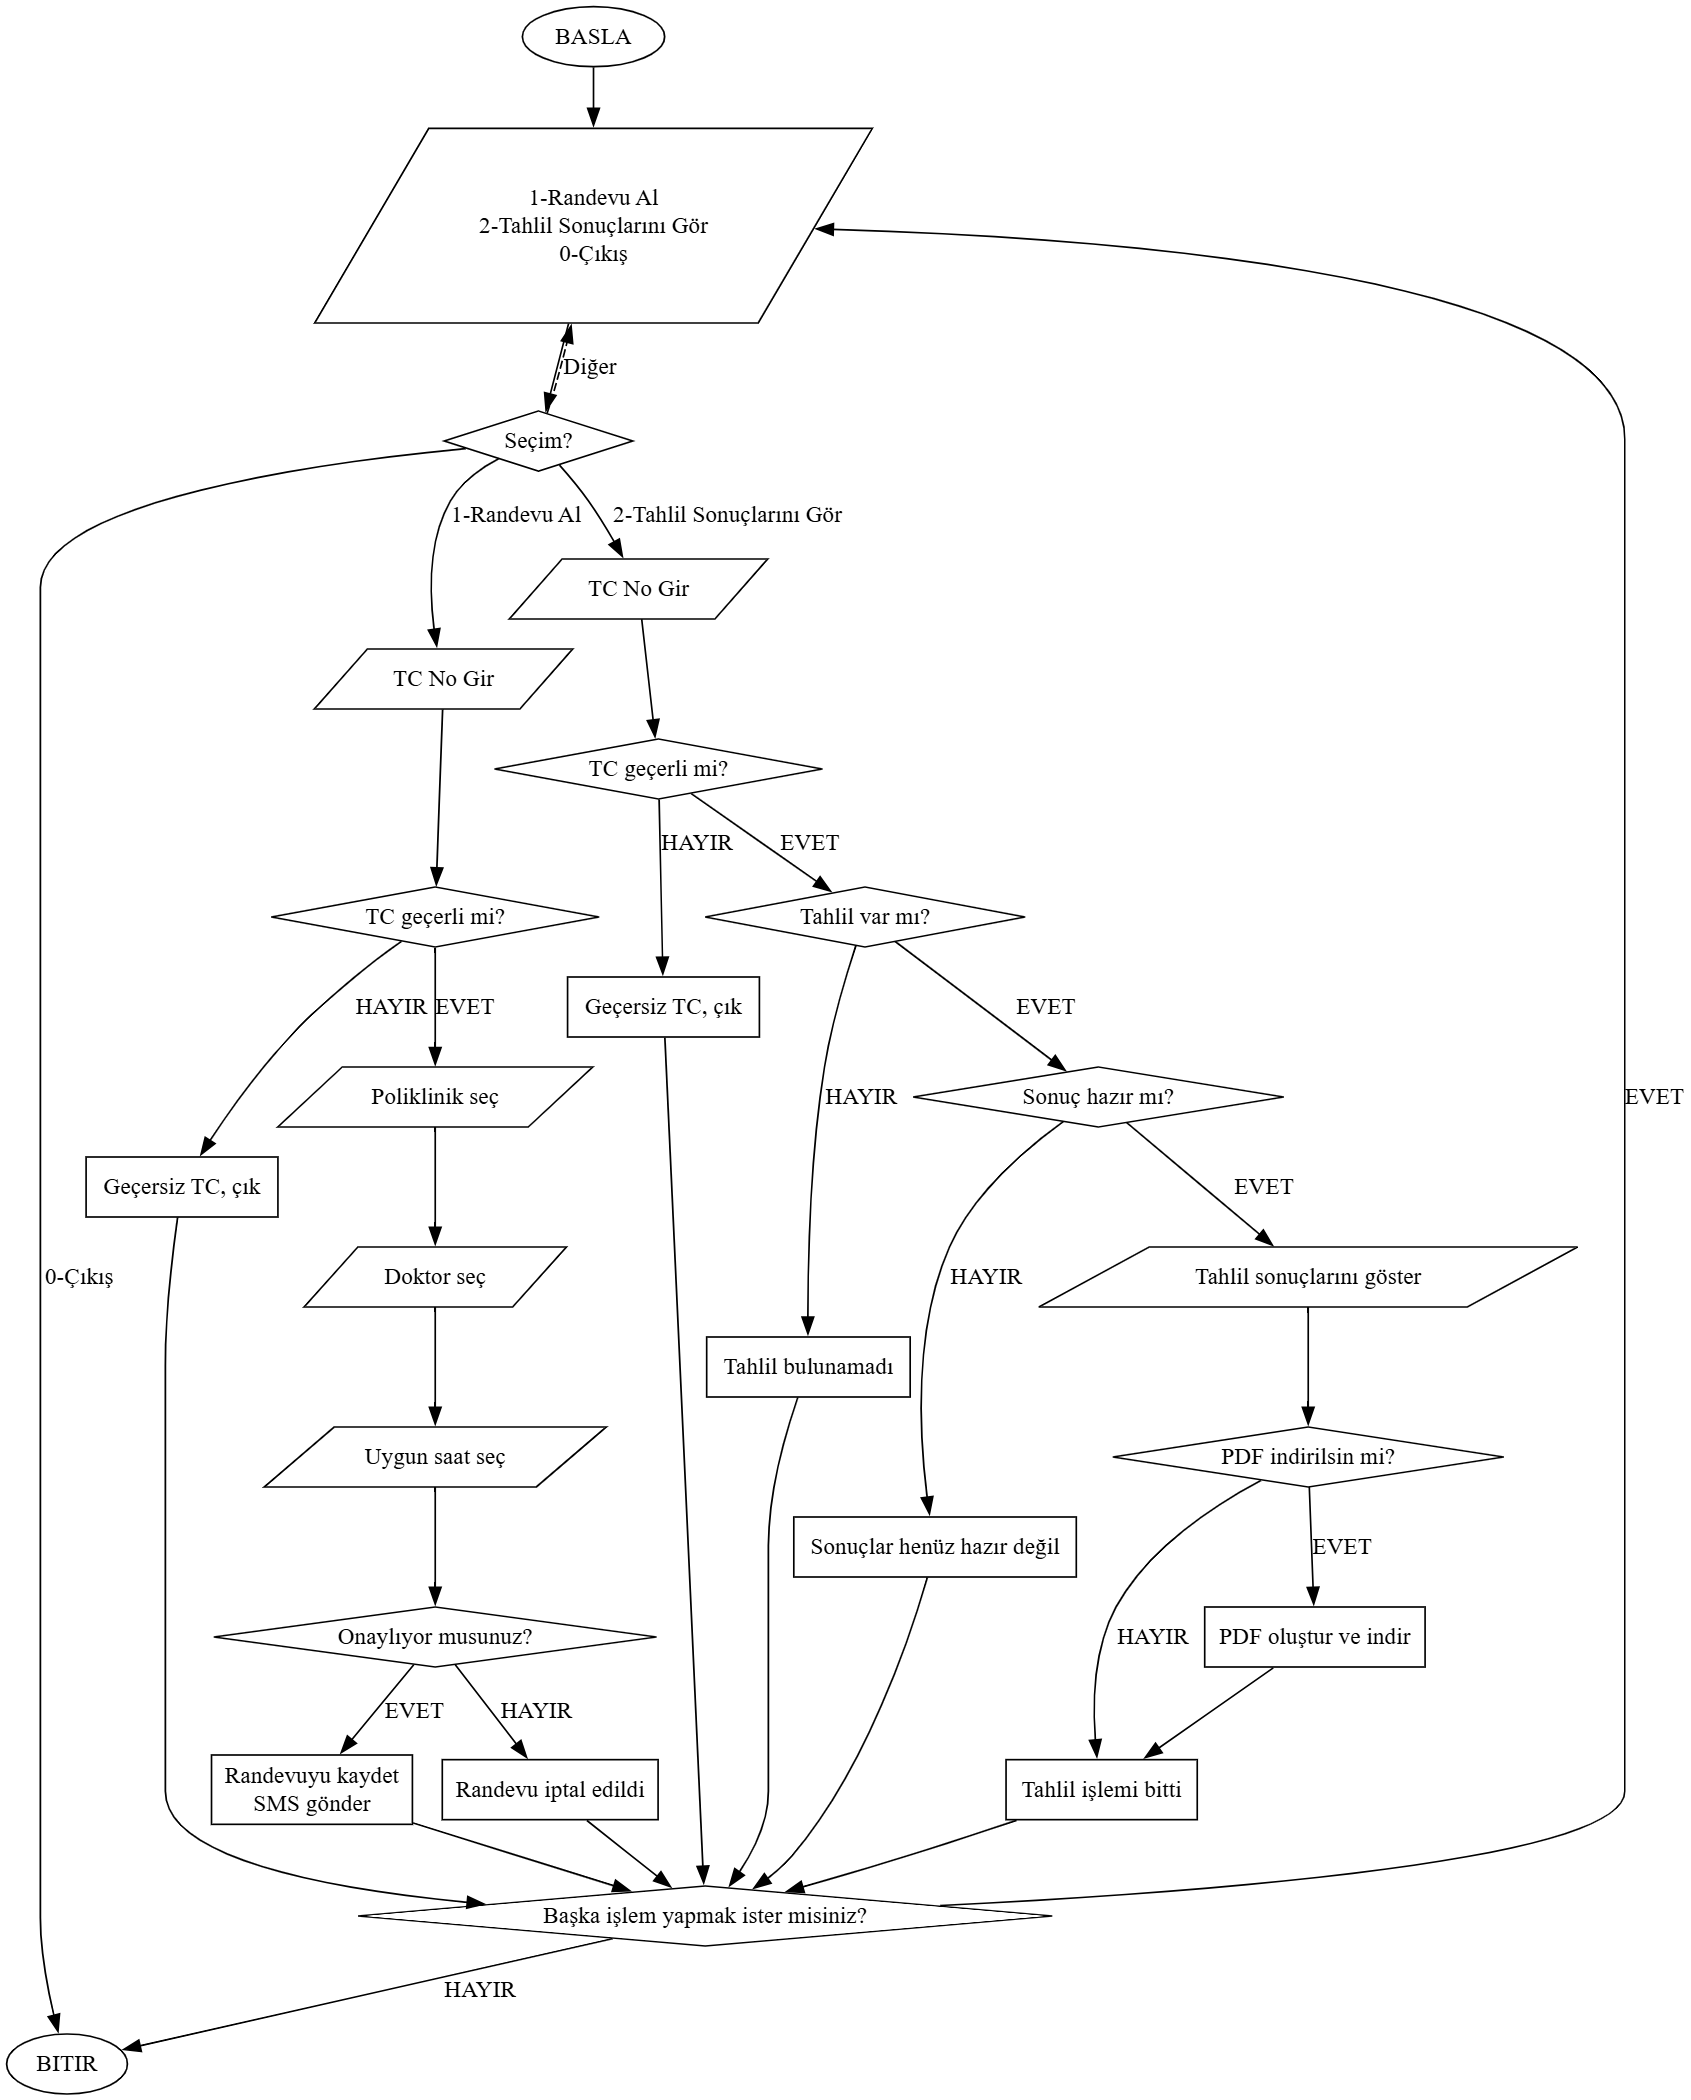 BASLA
1-Randevu Al
2-Tahlil Sonuçlarını Gör
0-Çıkış
Diğer
Seçim?
1-Randevu Al
2-Tahlil Sonuçlarını Gör
TC No Gir
TC No Gir
TC geçerli mi?
HAYIR
EVET
TC geçerli mi?
Tahlil var mı?
HAYIR
EVET
Geçersiz TC, çık
EVET
Poliklinik seç
HAYIR
Sonuç hazır mı?
EVET
Geçersiz TC, çık
EVET
0-Çıkış
Doktor seç
HAYIR
Tahlil sonuçlarını göster
Tahlil bulunamadı
Uygun saat seç
PDF indirilsin mi?
Sonuçlar henüz hazır değil
EVET
Onaylıyor musunuz?
HAYIR
PDF oluştur ve indir
EVET
HAYIR
Randevuyu kaydet
SMS gönder
Randevu iptal edildi
Tahlil işlemi bitti
Başka işlem yapmak ister misiniz?
HAYIR
BITIR